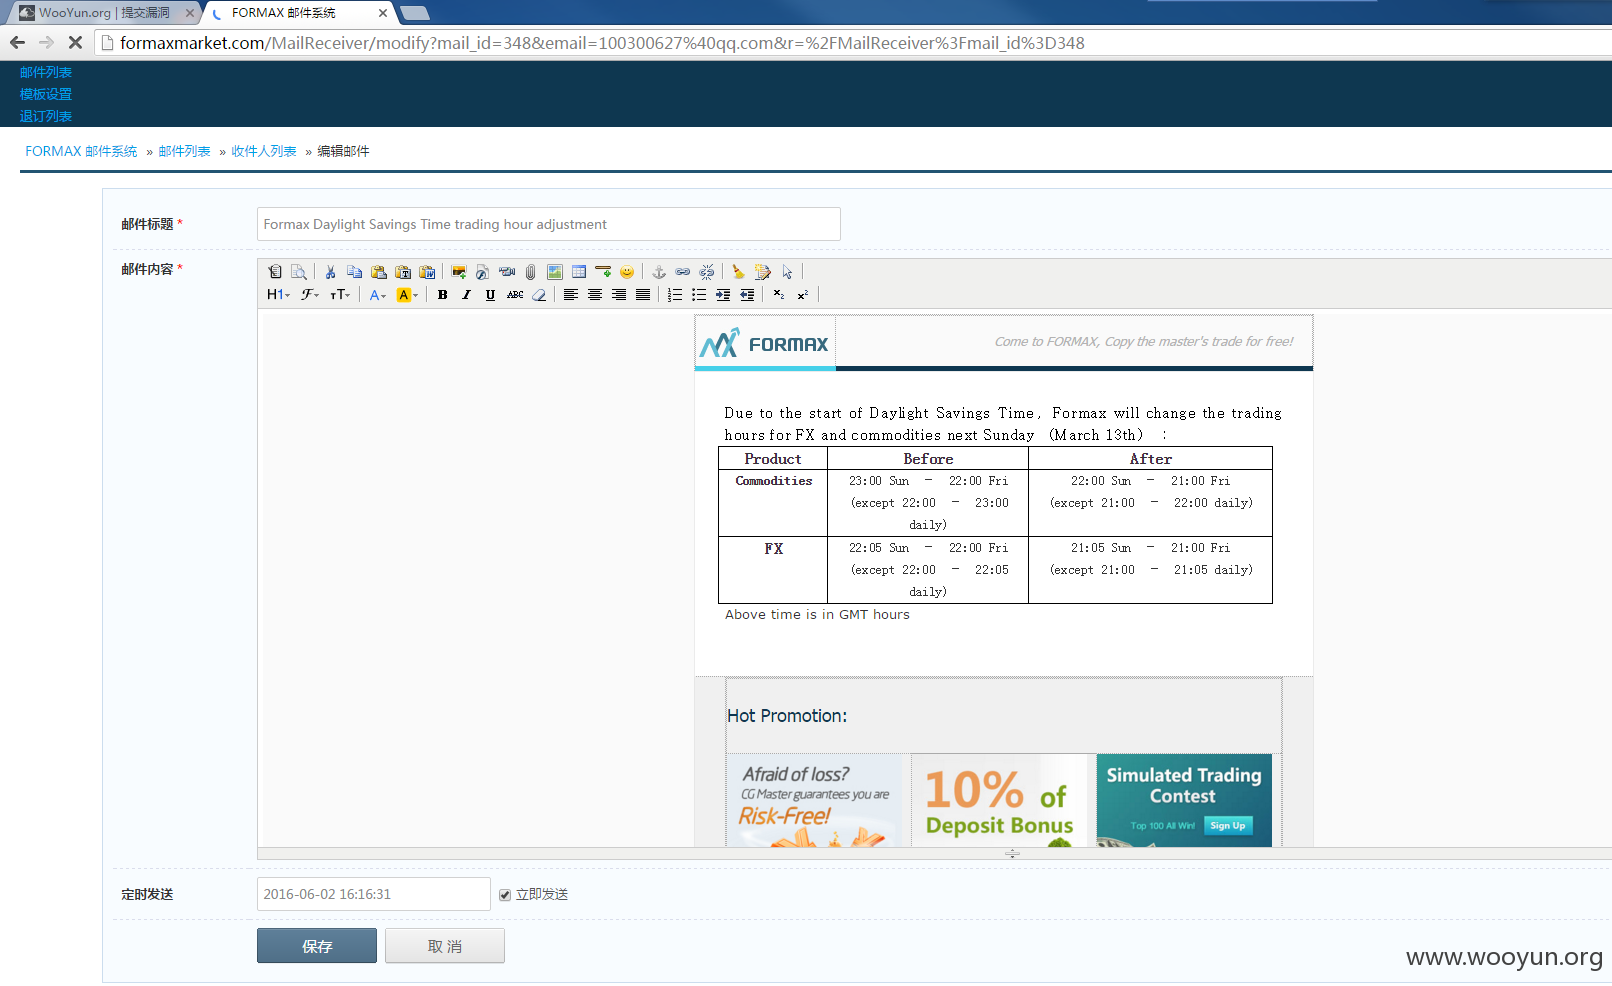 WooYun.org | 提交漏洞
FORMAX 邮件系统
formaxmarket.com/MailReceiver/modify?mail_id=348&email=100300627%40qq.com&r=%2FMailReceiver%3Fmail_id%3D348
邮件列表
模板设置
退订列表
FORMAX 邮件系统 » 邮件列表 » 收件人列表 » 编辑邮件
邮件标题 *
Formax Daylight Savings Time trading hour adjustment
邮件内容 *
H1 F TT A A B I U ABC
FORMAX
Come to FORMAX, Copy the master's trade for free!
Due to the start of Daylight Savings Time, Formax will change the trading
hours for FX and commodities next Sunday (March 13th) :
Product Before After
Commodities 23:00 Sun - 22:00 Fri 22:00 Sun - 21:00 Fri
(except 22:00 - 23:00 (except 21:00 - 22:00 daily)
daily)
FX 22:05 Sun - 22:00 Fri 21:05 Sun - 21:00 Fri
(except 22:00 - 22:05 (except 21:00 - 21:05 daily)
daily)
Above time is in GMT hours
Hot Promotion:
Afraid of loss?
CG Master guarantees you are
Risk-Free!
10% of
Deposit Bonus
Simulated Trading
Contest
Top 100 All Win! Sign Up
定时发送
2016-06-02 16:16:31
立即发送
保存
取 消
www.wooyun.org